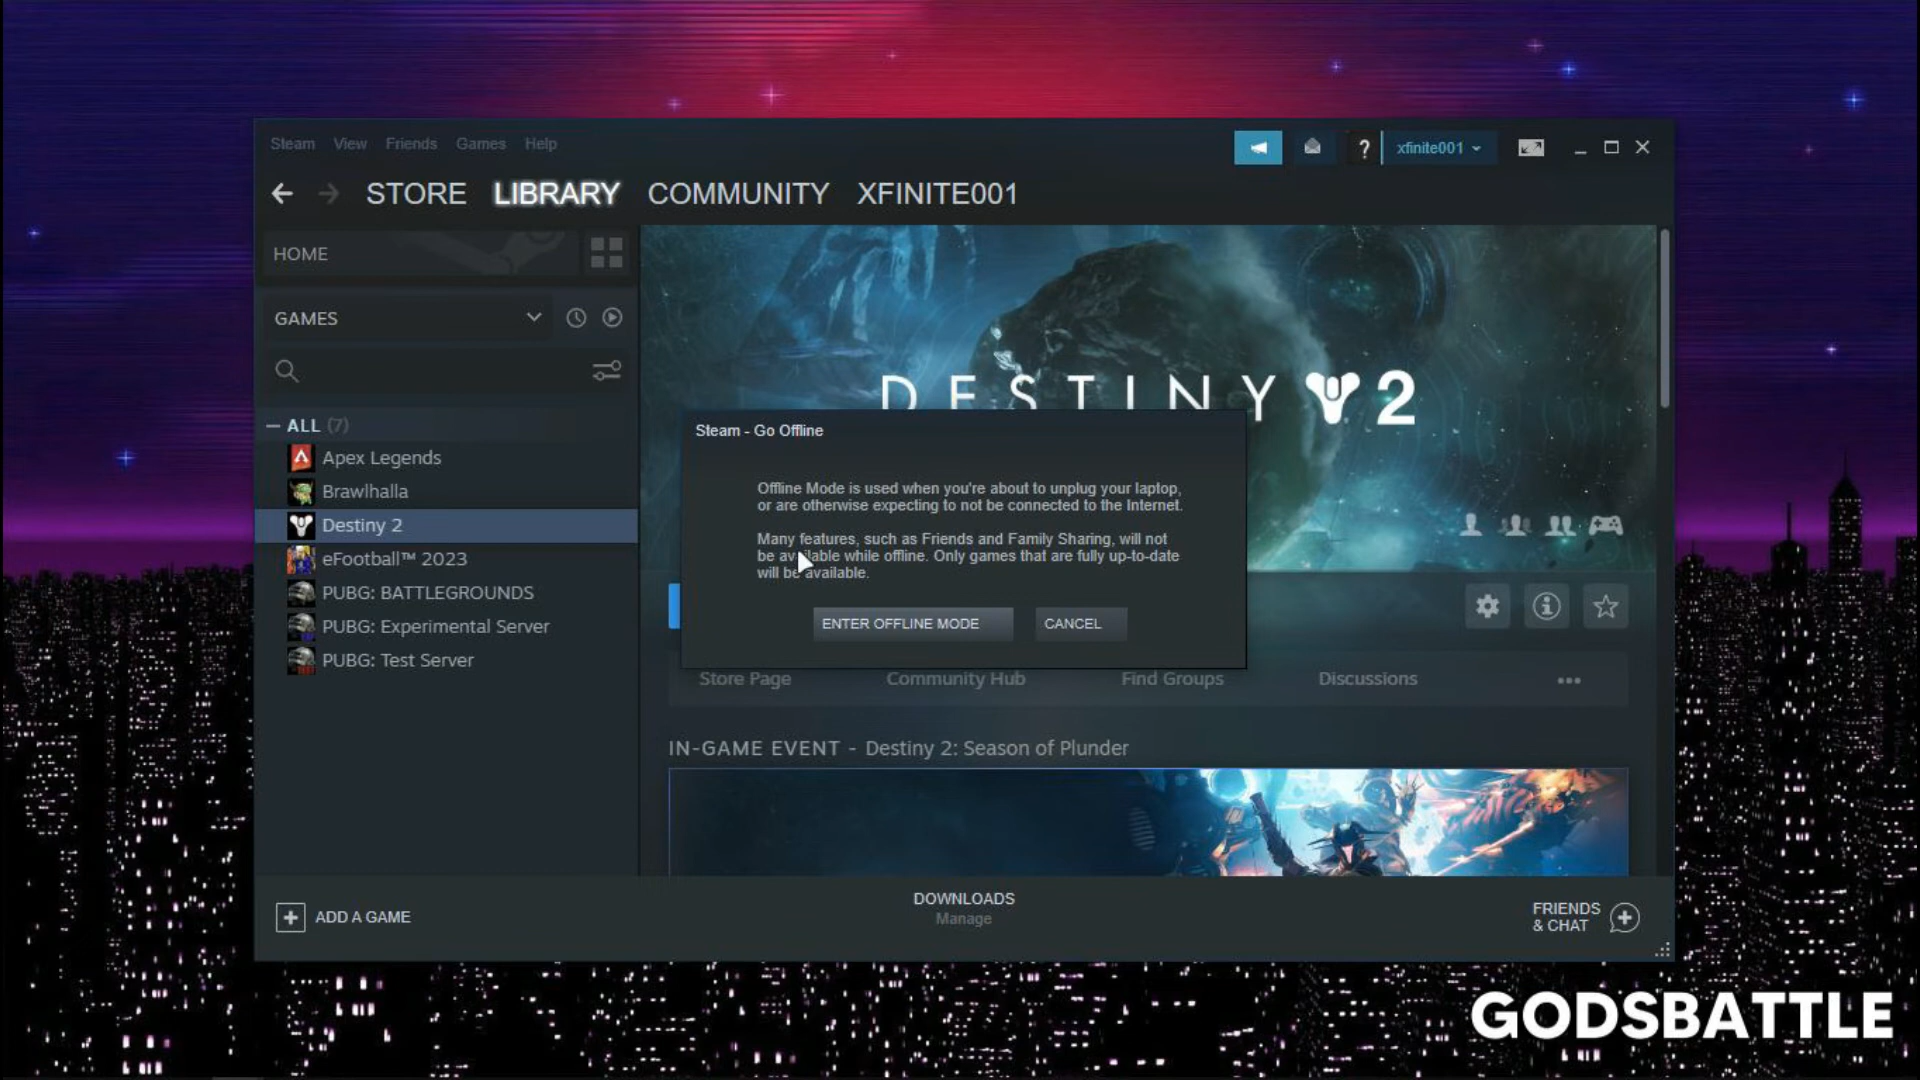 Steam View Friends Games Help
? xfinite001
STORE LIBRARY COMMUNITY XFINITE001
HOME
GAMES
ALL (7)
Apex Legends
Brawlhalla
Destiny 2
eFootball™ 2023
PUBG: BATTLEGROUNDS
PUBG: Experimental Server
PUBG: Test Server
DESTINY 2
Steam - Go Offline
Offline Mode is used when you're about to unplug your laptop,
or are otherwise expecting to not be connected to the Internet.
Many features, such as Friends and Family Sharing, will not
be available while offline. Only games that are fully up-to-date
will be available.
ENTER OFFLINE MODE CANCEL
Store Page Community Hub Find Groups Discussions
IN-GAME EVENT - Destiny 2: Season of Plunder
ADD A GAME
DOWNLOADS
Manage
FRIENDS
& CHAT
GODSBATTLE